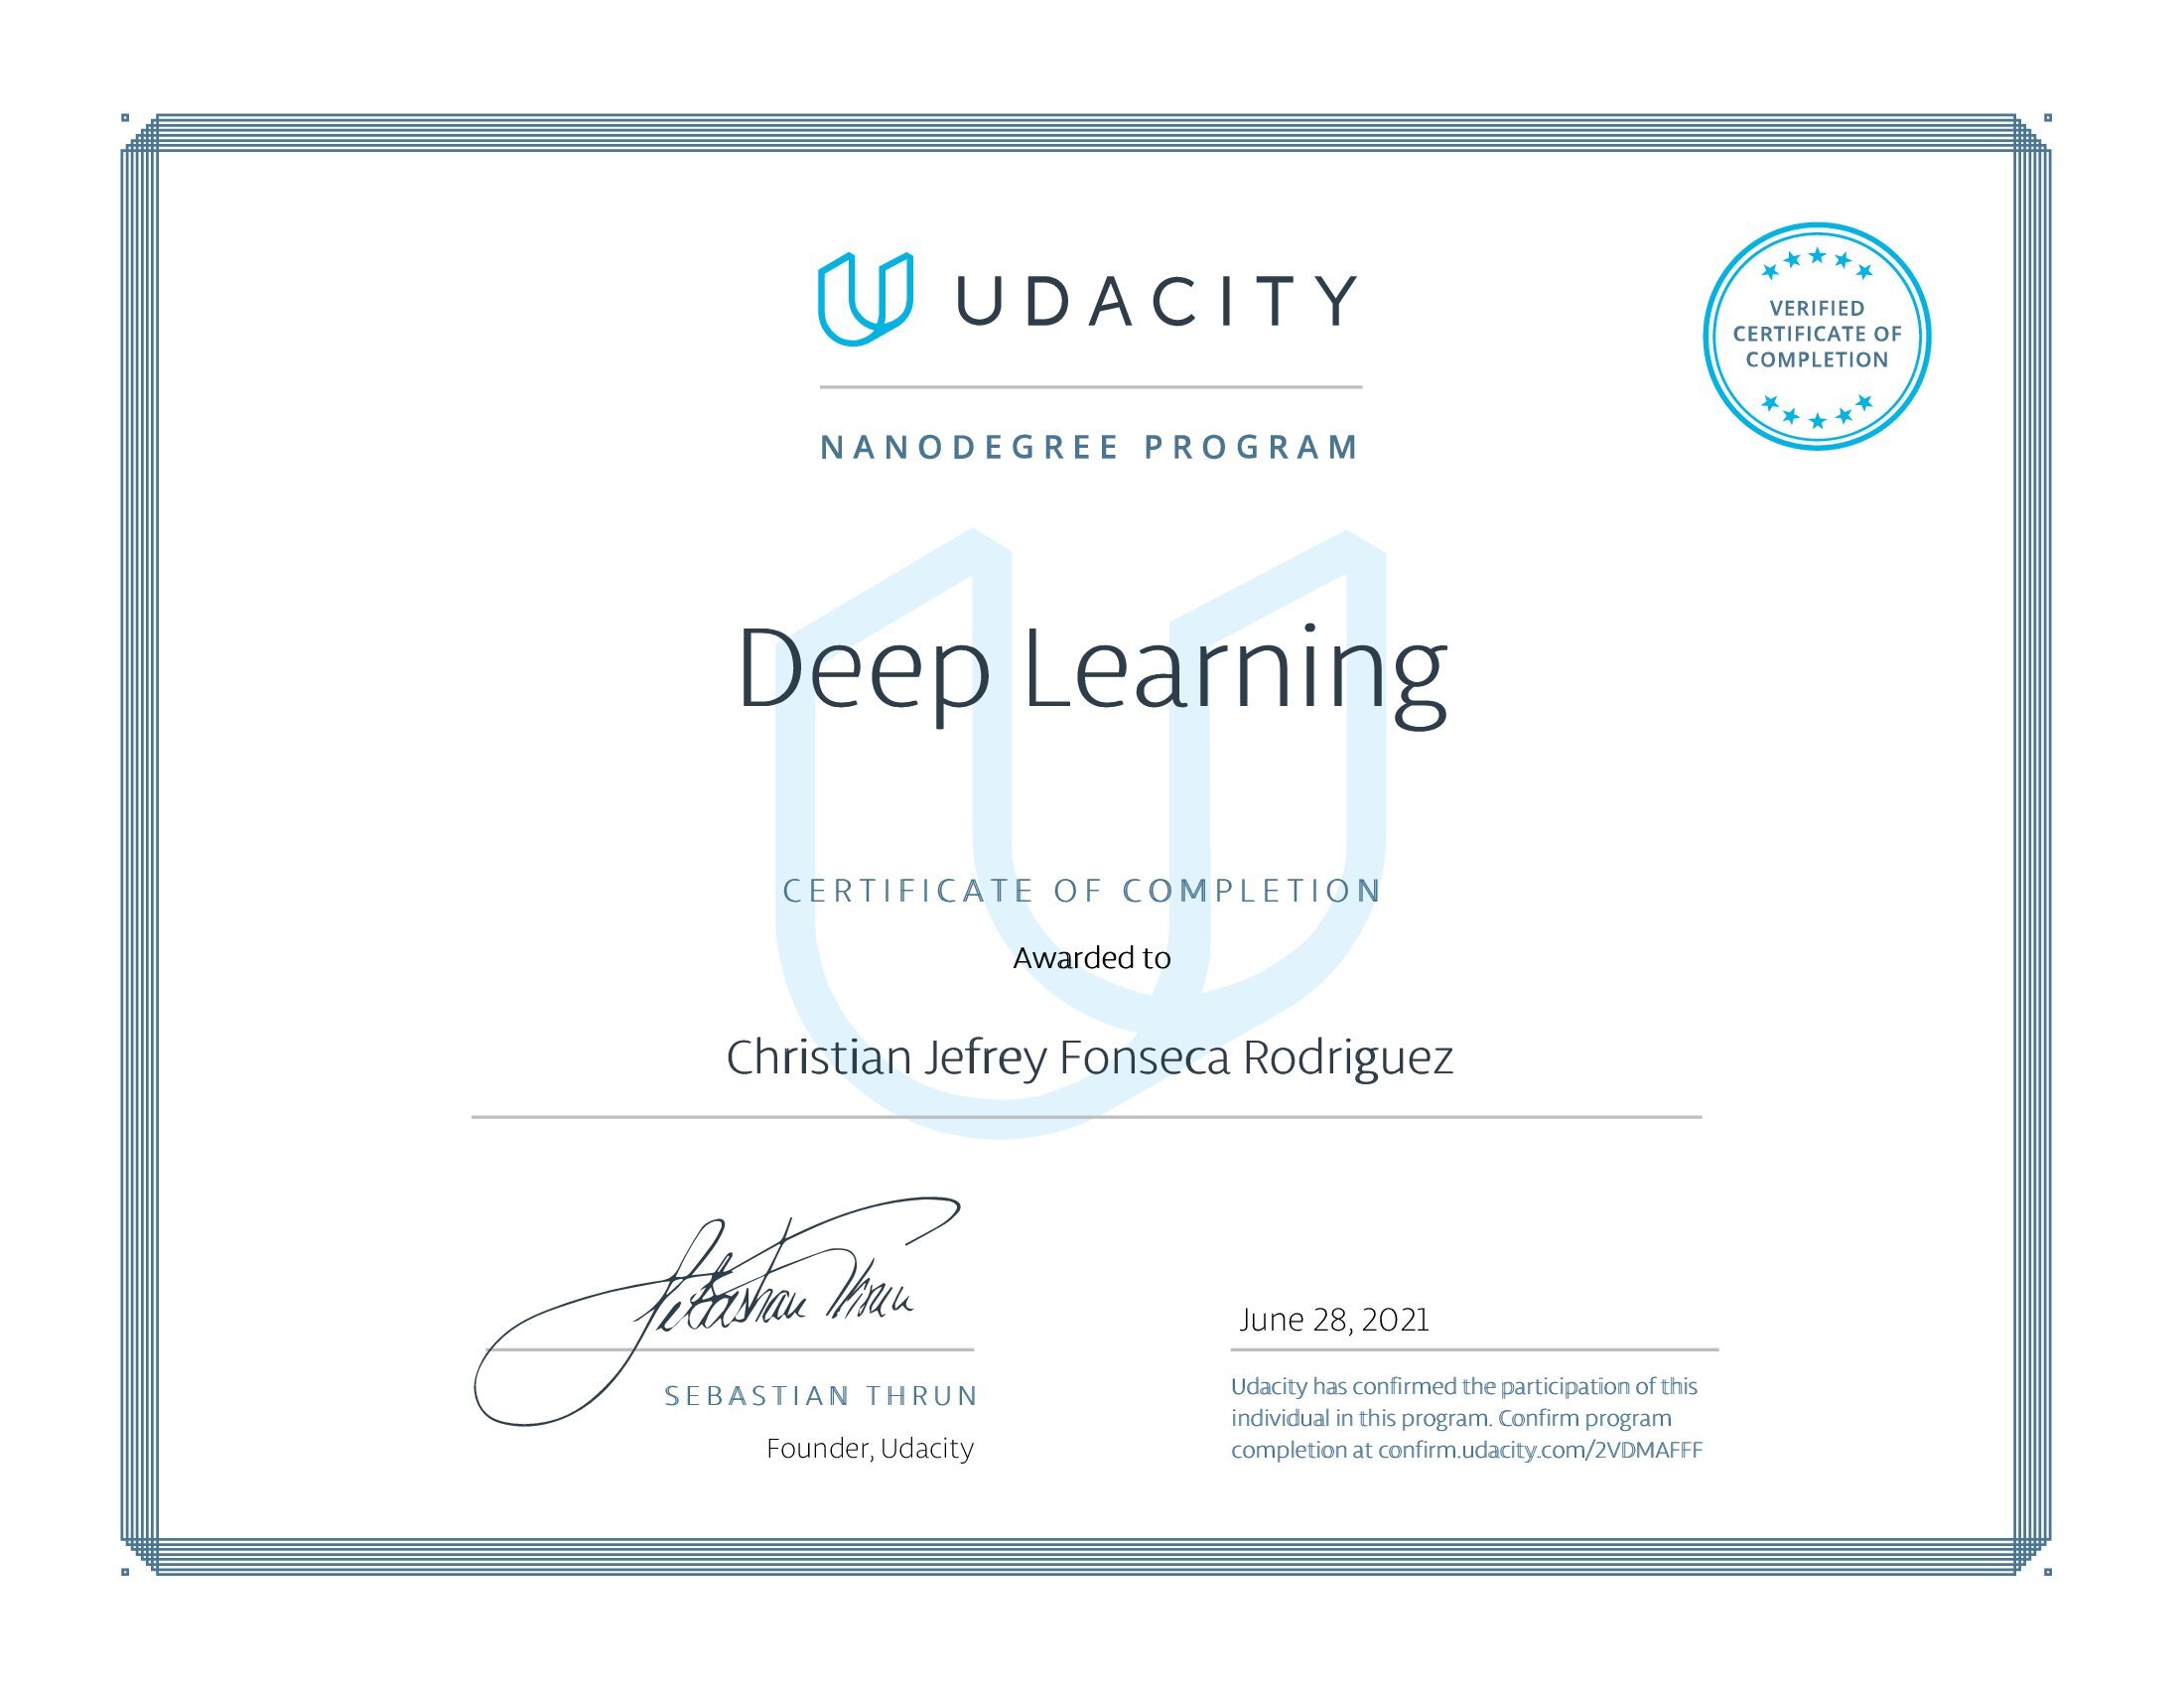 UDACITY
VERIFIED
CERTIFICATE OF
COMPLETION
NANODEGREE PROGRAM
Deep Learning
CERTIFICATE OF COMPLETION
Awarded to
Christian Jefrey Fonseca Rodriguez
Sebastian Thrun
SEBASTIAN THRUN
Founder, Udacity
June 28, 2021
Udacity has confirmed the participation of this
individual in this program. Confirm program
completion at confirm.udacity.com/2VDMAFFF